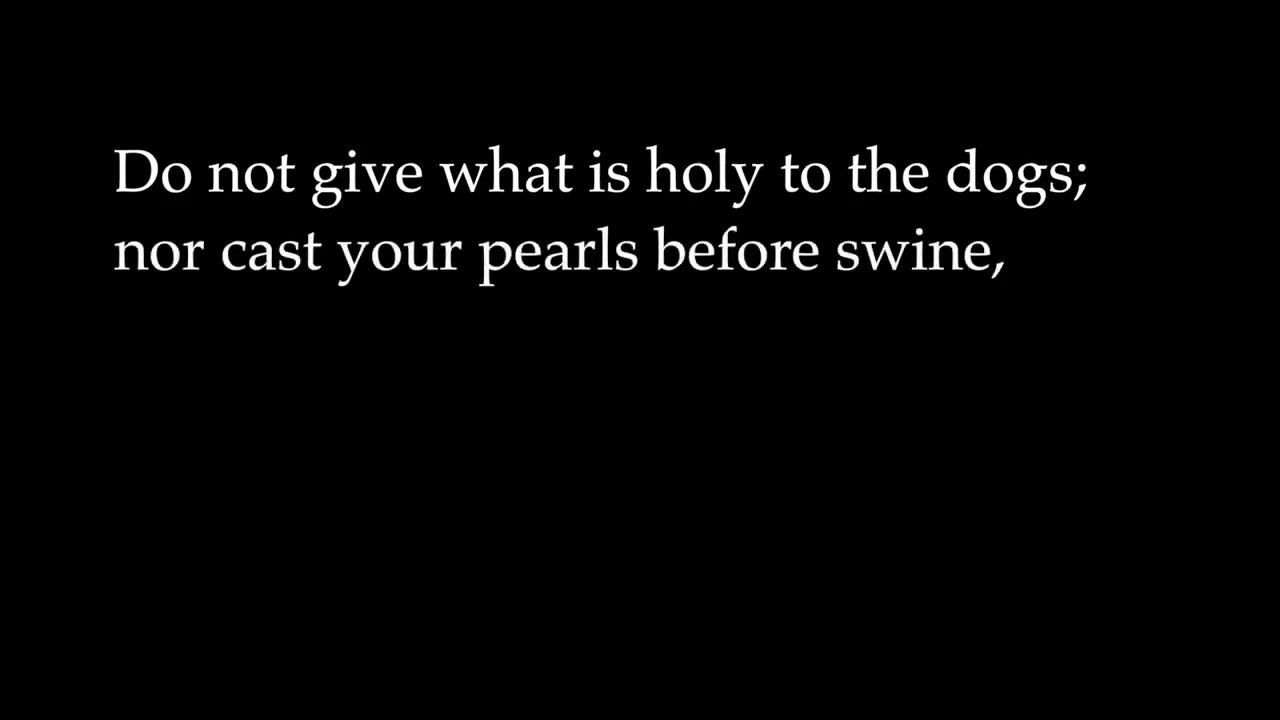 Do not give what is holy to the dogs;
nor cast your pearls before swine,